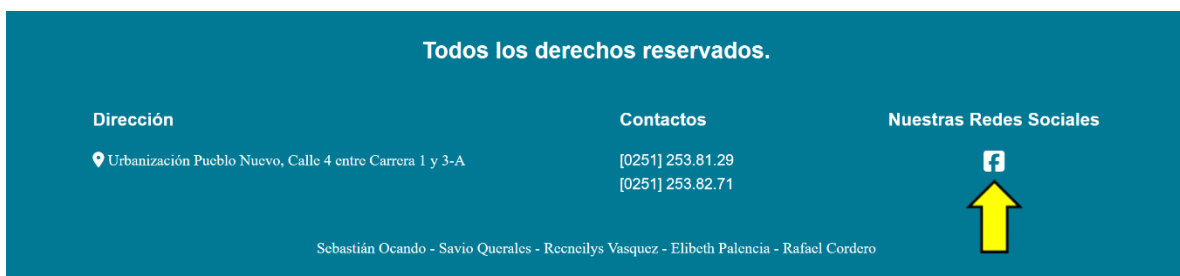 Todos los derechos reservados.
Dirección
Urbanización Pueblo Nuevo, Calle 4 entre Carrera 1 y 3-A
Contactos
[0251] 253.81.29
[0251] 253.82.71
Nuestras Redes Sociales
Sebastián Ocando - Savio Querales - Recneilys Vasquez - Elibeth Palencia - Rafael Cordero